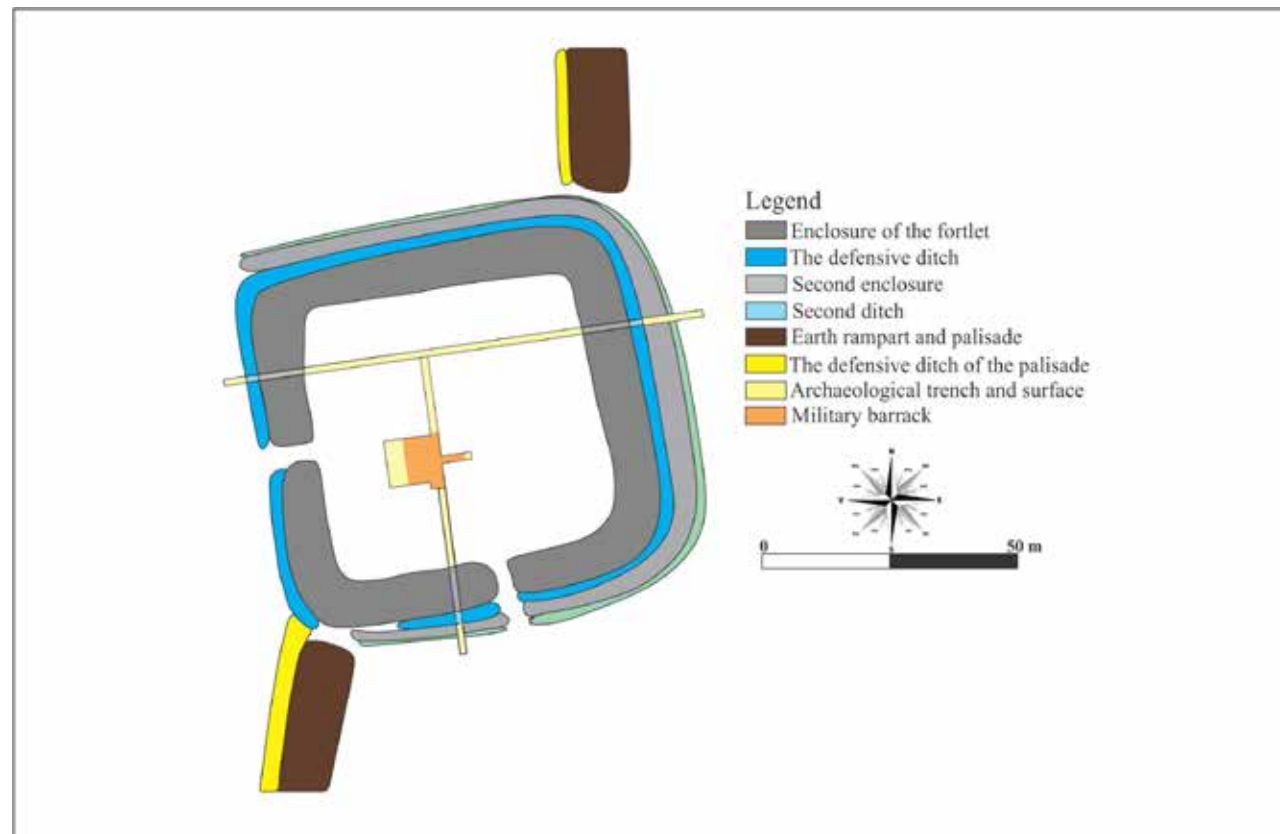 Legend
Enclosure of the fortlet
The defensive ditch
Second enclosure
Second ditch
Earth rampart and palisade
The defensive ditch of the palisade
Archaeological trench and surface
Military barrack
N
0 50 m